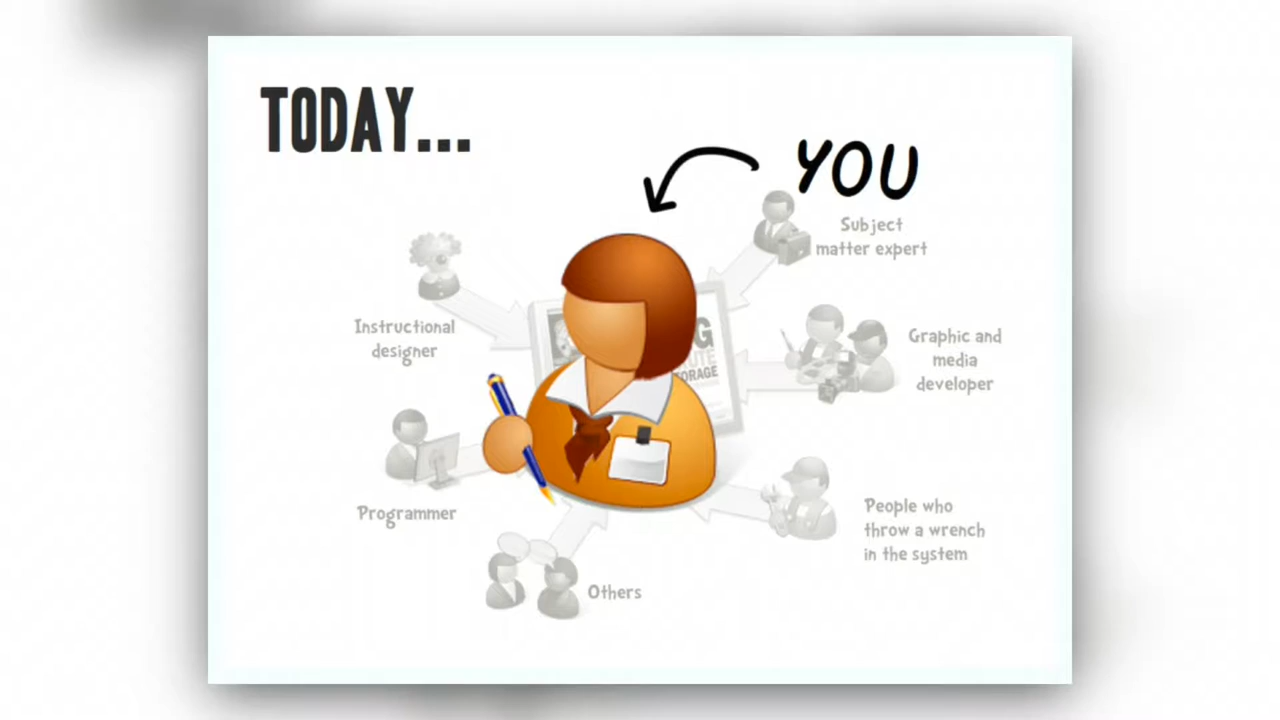 TODAY...
YOU
Subject
matter expert
Instructional
designer
Graphic and
media
developer
Programmer
People who
throw a wrench
in the system
Others